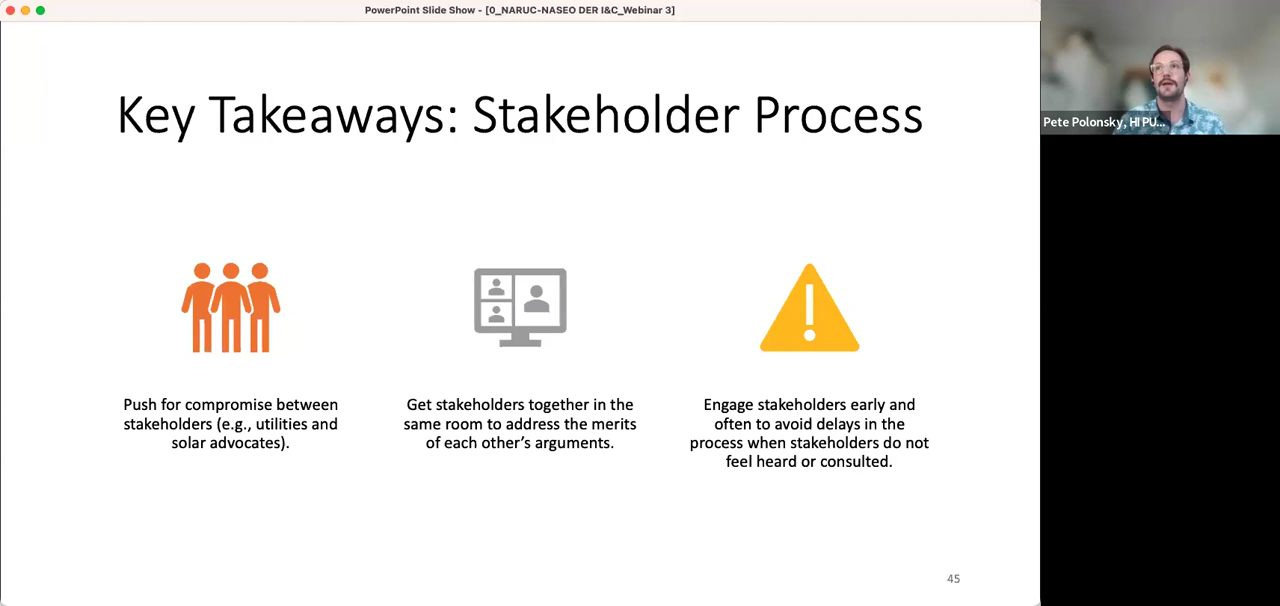 PowerPoint Slide Show - [0_NARUC-NASEO DER I&C_Webinar 3]
Key Takeaways: Stakeholder Process
Push for compromise between
stakeholders (e.g., utilities and
solar advocates).
Get stakeholders together in the
same room to address the merits
of each other’s arguments.
Engage stakeholders early and
often to avoid delays in the
process when stakeholders do not
feel heard or consulted.
45
Pete Polonsky, HI PU...